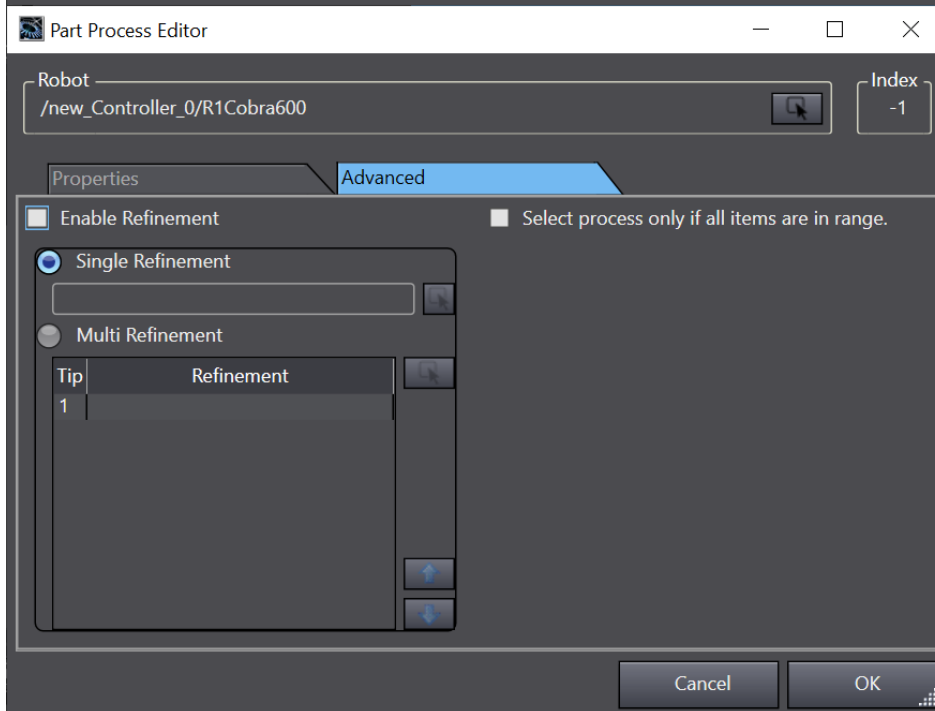 Part Process Editor
Robot
Index
/new_Controller_0/R1Cobra600
-1
Properties
Advanced
Enable Refinement
Select process only if all items are in range.
Single Refinement
Multi Refinement
Tip
Refinement
1
Cancel
OK